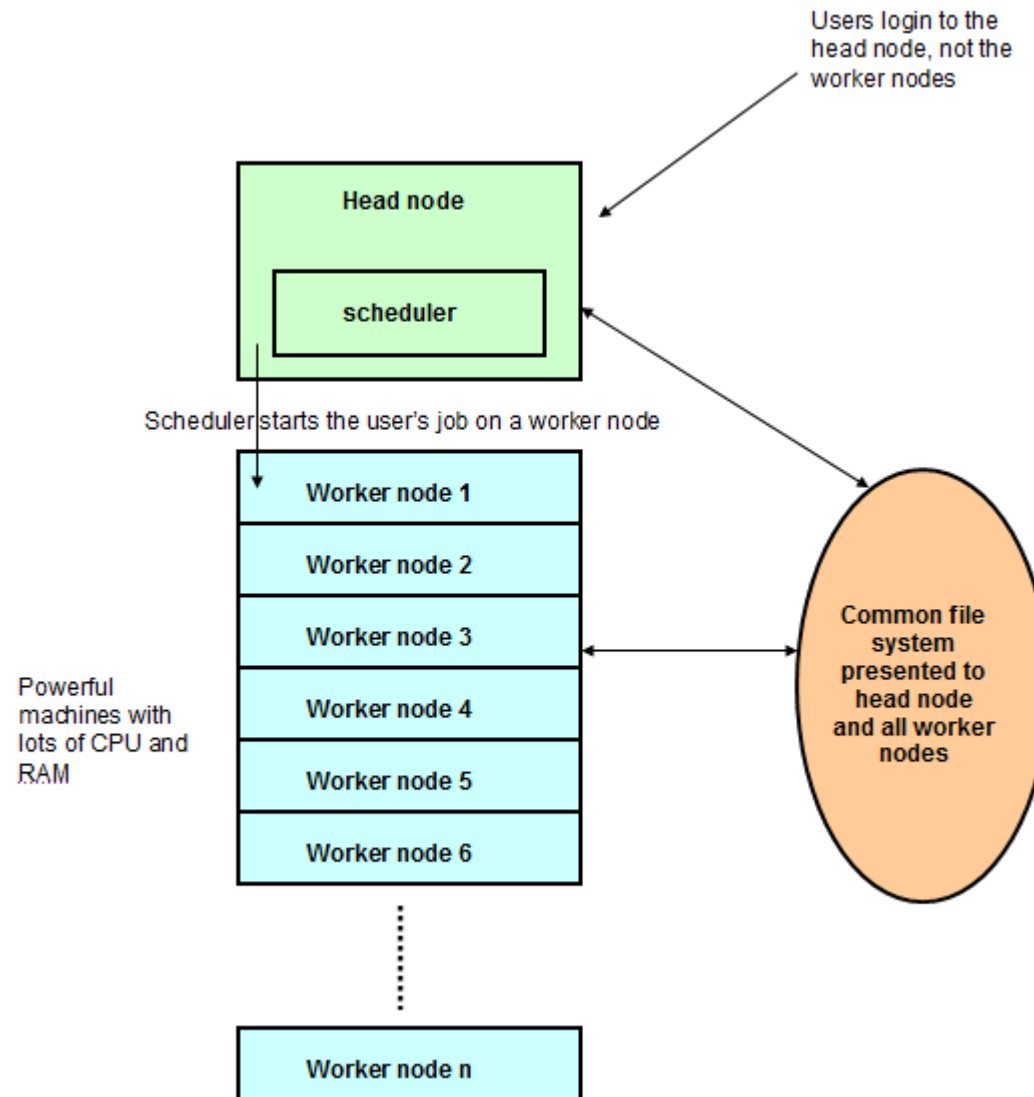 Users login to the
head node, not the
worker nodes
Head node
scheduler
Scheduler starts the user's job on a worker node
Worker node 1
Worker node 2
Worker node 3
Worker node 4
Worker node 5
Worker node 6
Powerful
machines with
lots of CPU and
RAM
Common file
system
presented to
head node
and all worker
nodes
Worker node n